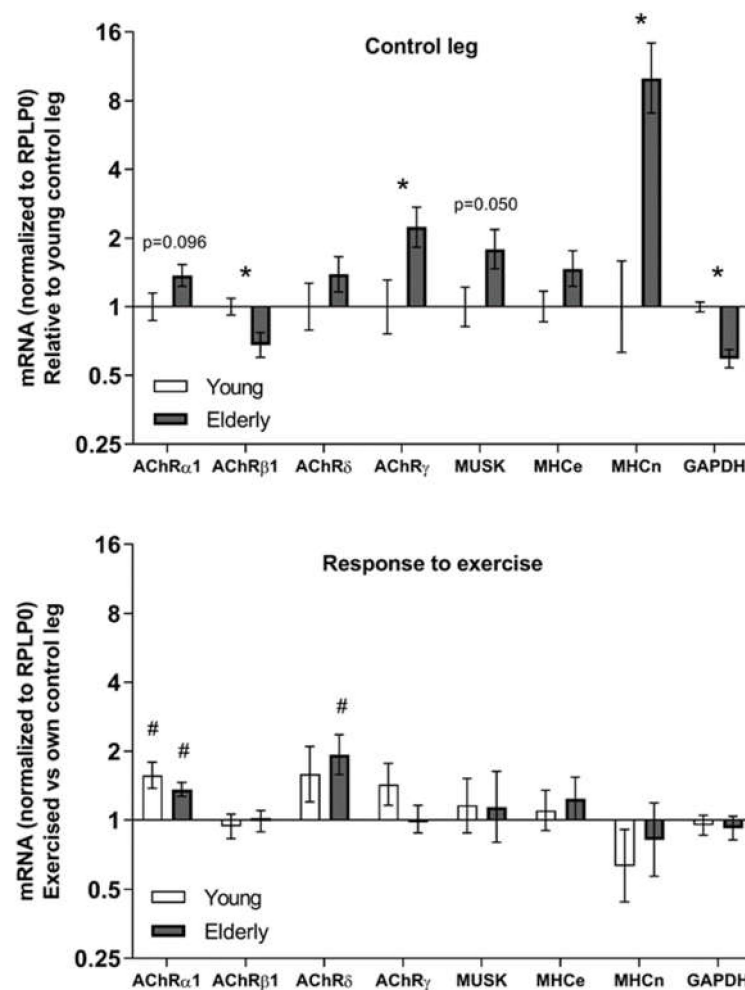 Control leg
mRNA (normalized to RPLP0)
Relative to young control leg
16
8
4
2
1
0.5
0.25
p=0.096
*
*
p=0.050
*
*
Young
Elderly
AChRα1 AChRβ1 AChRδ AChRγ MUSK MHCe MHCn GAPDH
Response to exercise
mRNA (normalized to RPLP0)
Exercised vs own control leg
16
8
4
2
1
0.5
0.25
#
#
#
Young
Elderly
AChRα1 AChRβ1 AChRδ AChRγ MUSK MHCe MHCn GAPDH